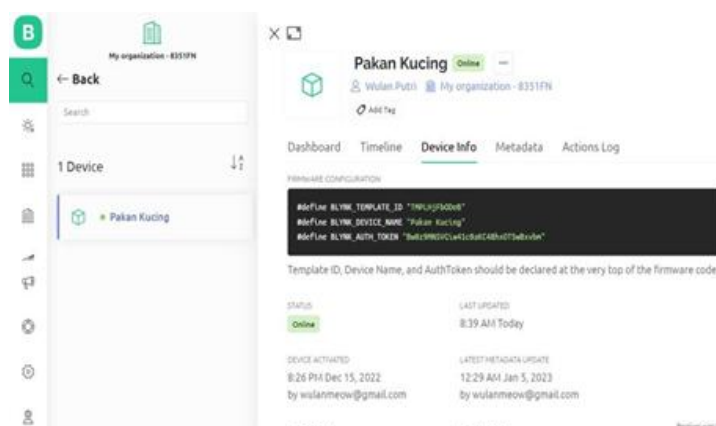 B
My organization - 8351FN
← Back
Search
1 Device
Pakan Kucing
Pakan Kucing Online
Wulan Putri My organization - 8351FN
Add Tag
Dashboard Timeline Device Info Metadata Actions Log
FIRMWARE CONFIGURATION
#define BLYNK_TEMPLATE_ID
#define BLYNK_DEVICE_NAME "Pakan Kucing"
#define BLYNK_AUTH_TOKEN
Template ID, Device Name, and AuthToken should be declared at the very top of the firmware code
STATUS LAST UPDATED
Online 8:39 AM Today
DEVICE ACTIVATED LATEST METADATA UPDATE
8:26 PM Dec 15, 2022 12:29 AM Jan 5, 2023
by wulanmeow@gmail.com by wulanmeow@gmail.com